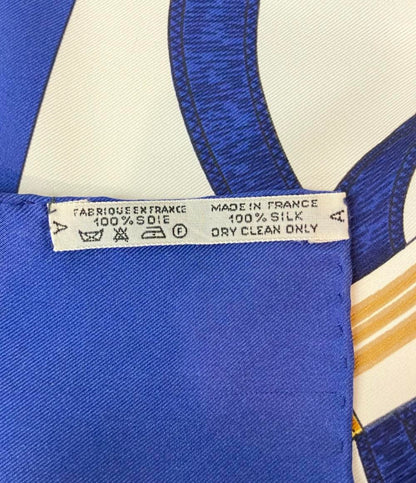 A
FABRIQUE EN FRANCE
100% SOIE
F
MADE IN FRANCE
100% SILK
DRY CLEAN ONLY
A